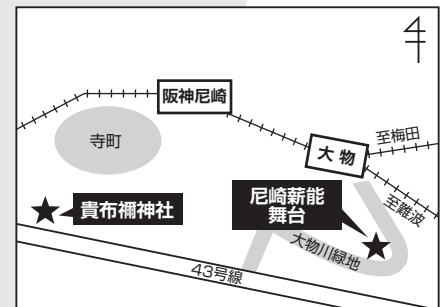 阪神尼崎
寺町
大物
至梅田
至難波
貴布禰神社
尼崎薪能
舞台
大物川緑地
43号線